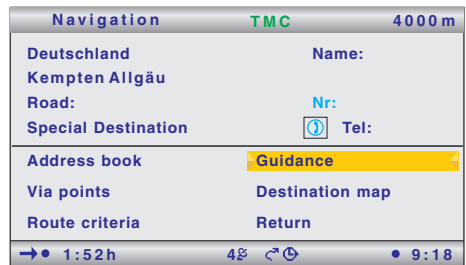 Navigation TMC 4000 m
Deutschland Name:
Kempten Allgäu
Road: Nr:
Special Destination Tel:
Address book Guidance
Via points Destination map
Route criteria Return
1:52h 4 9:18